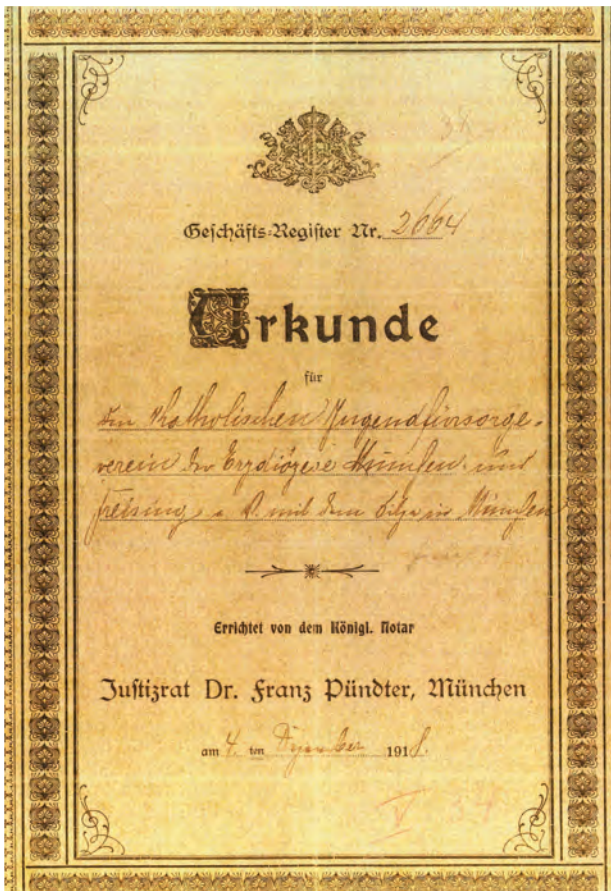 Geschäfts-Register Nr. 2664
Urkunde
für
den Katholischen Jugendfürsorge-
verein der Erzdiözese München und
Freising e. V. mit dem Sitze in München
Errichtet von dem Königl. Notar
Justizrat Dr. Franz Pündter, München
am 4. ten Dezember 1918.
V 34